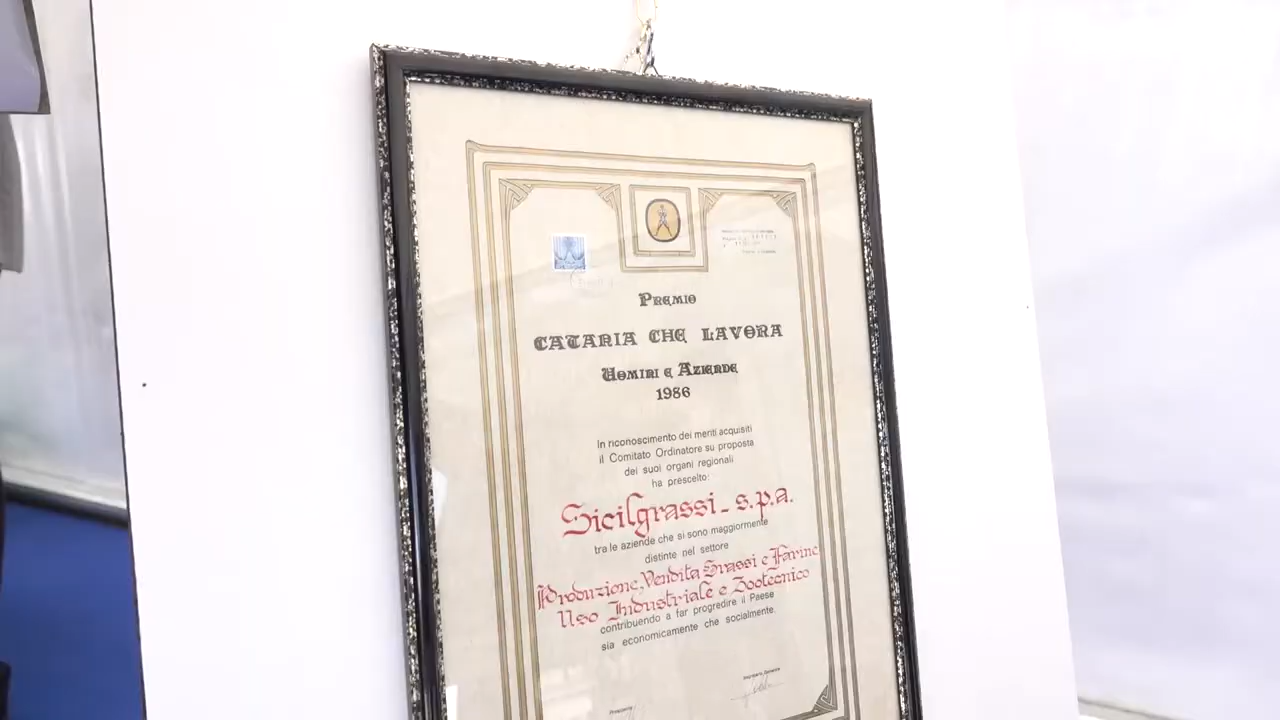 Premio
Catania che Lavora
Uomini e Aziende
1986
In riconoscimento dei meriti acquisiti
il Comitato Ordinatore su proposta
dei suoi organi regionali
ha prescelto:
Sicilgrassi - s.p.a.
tra le aziende che si sono maggiormente
distinte nel settore
Produzione, Vendita Grassi e Farine
Uso Industriale e Zootecnico
contribuendo a far progredire il Paese
sia economicamente che socialmente.